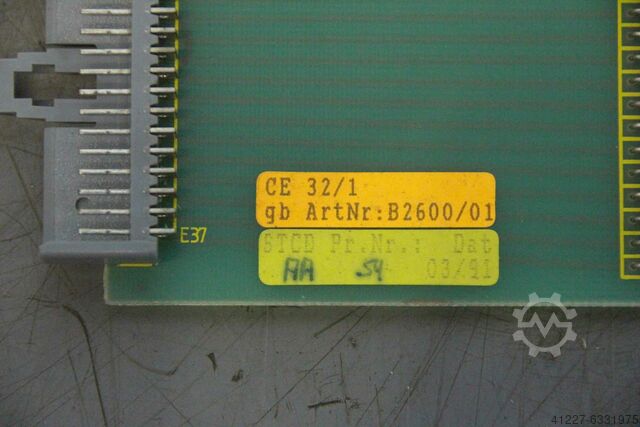 CE 32/1
gb ArtNr:B2600/01
E37
STCD Pr.Nr.: Dat
AA 54 03/91
41227-6331975